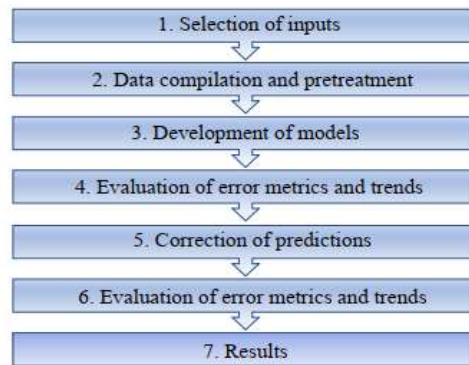 1. Selection of inputs
2. Data compilation and pretreatment
3. Development of models
4. Evaluation of error metrics and trends
5. Correction of predictions
6. Evaluation of error metrics and trends
7. Results